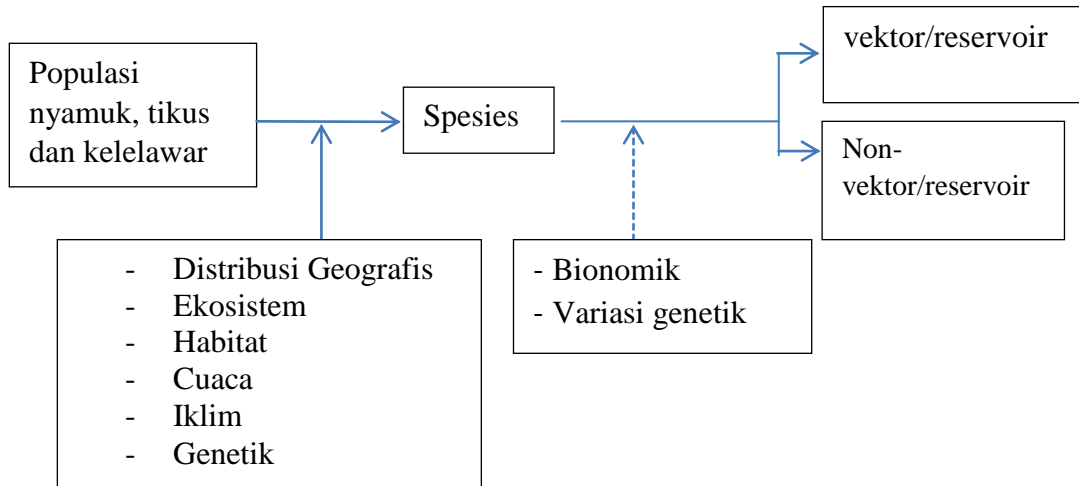 Populasi
nyamuk, tikus
dan kelelawar
Spesies
vektor/reservoir
Non-
vektor/reservoir
- Distribusi Geografis
- Ekosistem
- Habitat
- Cuaca
- Iklim
- Genetik
- Bionomik
- Variasi genetik